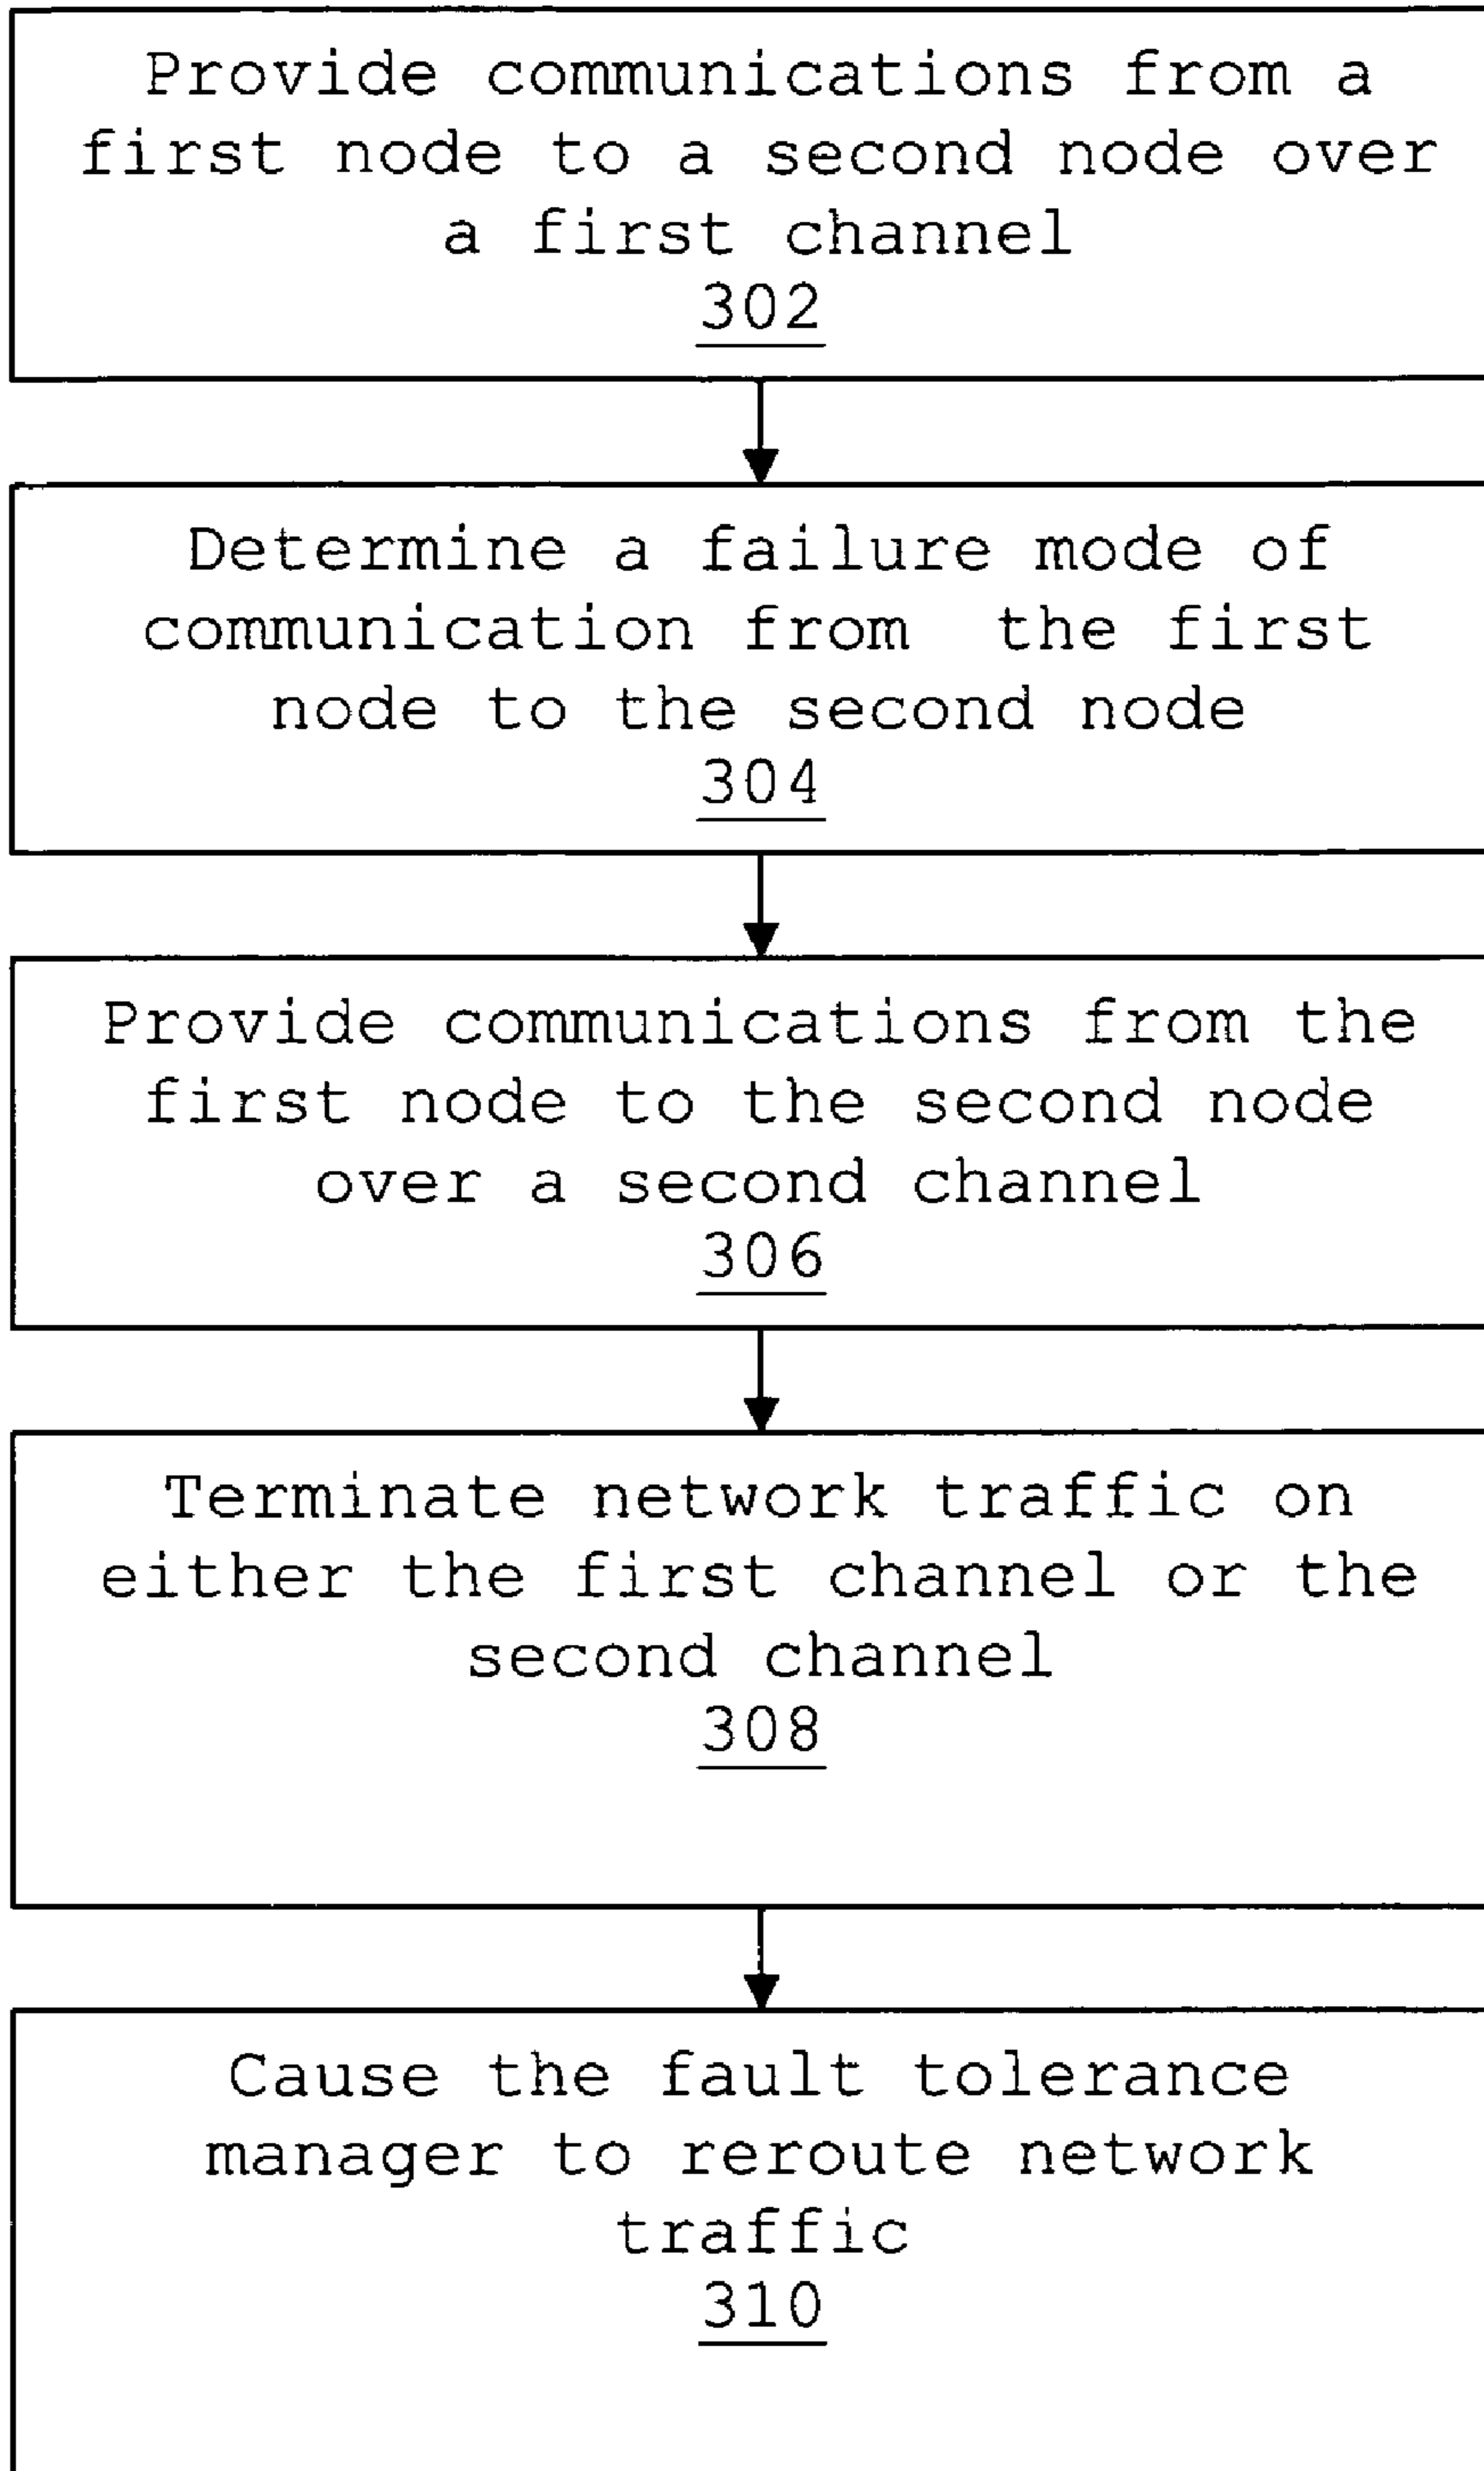 Provide communications from a
first node to a second node over
a first channel
302
Determine a failure mode of
communication from the first
node to the second node
304
Provide communications from the
first node to the second node
over a second channel
306
Terminate network traffic on
either the first channel or the
second channel
308
Cause the fault tolerance
manager to reroute network
traffic
310